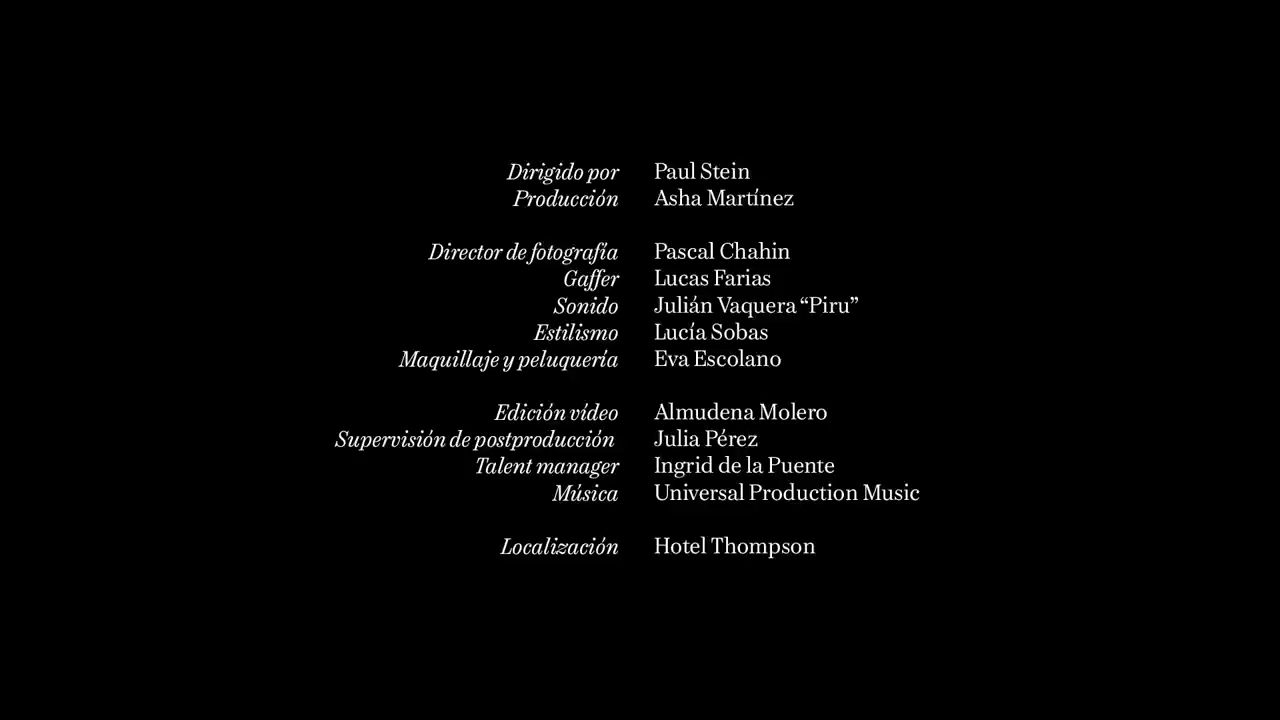 Dirigido por Paul Stein
Producción Asha Martínez
Director de fotografía Pascal Chahin
Gaffer Lucas Farias
Sonido Julián Vaquera “Piru”
Estilismo Lucía Sobas
Maquillaje y peluquería Eva Escolano
Edición vídeo Almudena Molero
Supervisión de postproducción Julia Pérez
Talent manager Ingrid de la Puente
Música Universal Production Music
Localización Hotel Thompson